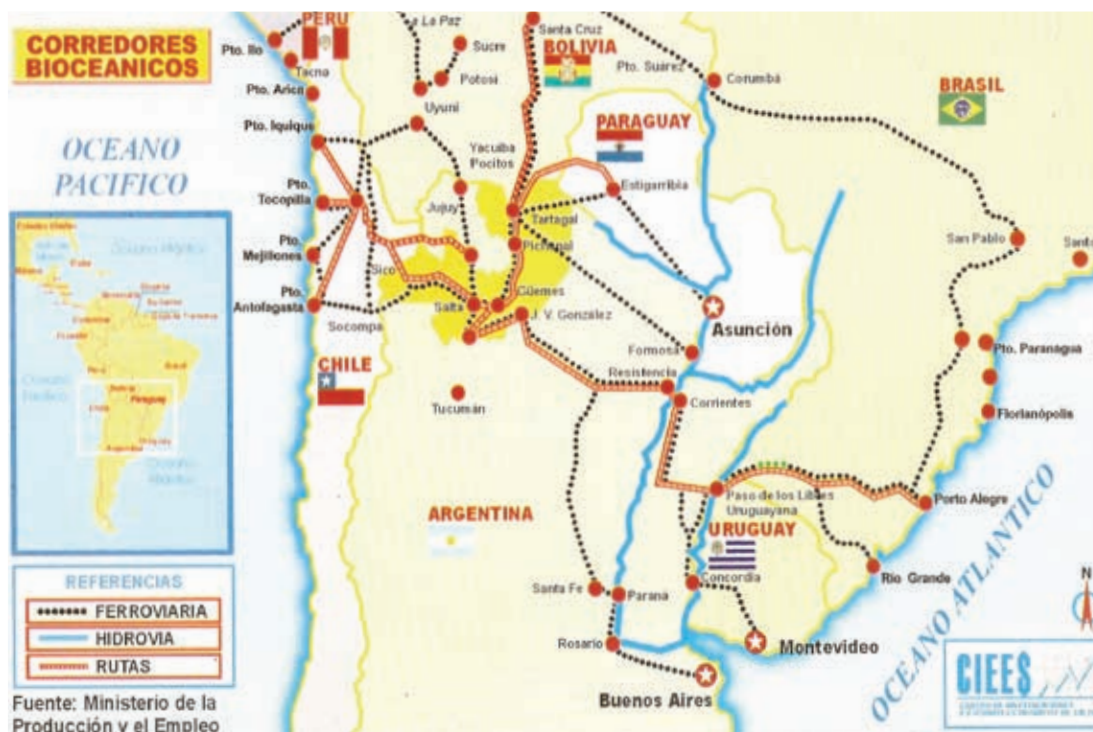 CORREDORES
BIOCEANICOS
PERU
a La Paz
Santa Cruz
BOLIVIA
Sucre
Pto. Ilo
Tacna
Potosí
Pto. Suárez
Corumbá
BRASIL
Pto. Arica
Uyuni
Pto. Iquique
PARAGUAY
OCEANO
PACIFICO
Yacuiba
Pocitos
Estigarribia
Pto.
Tocopilla
Jujuy
Tartagal
San Pablo
Pto.
Mejillones
Pichanal
Sico
Pto.
Antofagasta
Salta
Güemes
J. V. González
Socompa
Asunción
Formosa
Pto. Paranagua
CHILE
Resistencia
Corrientes
Tucumán
Florianópolis
Paso de los Libres
Uruguayana
Porto Alegre
ARGENTINA
URUGUAY
REFERENCIAS
FERROVIARIA
HIDROVIA
RUTAS
Santa Fe
Parana
Concordia
Río Grande
OCEANO ATLANTICO
N
Rosario
Montevideo
Buenos Aires
CIEES
Fuente: Ministerio de la
Producción y el Empleo